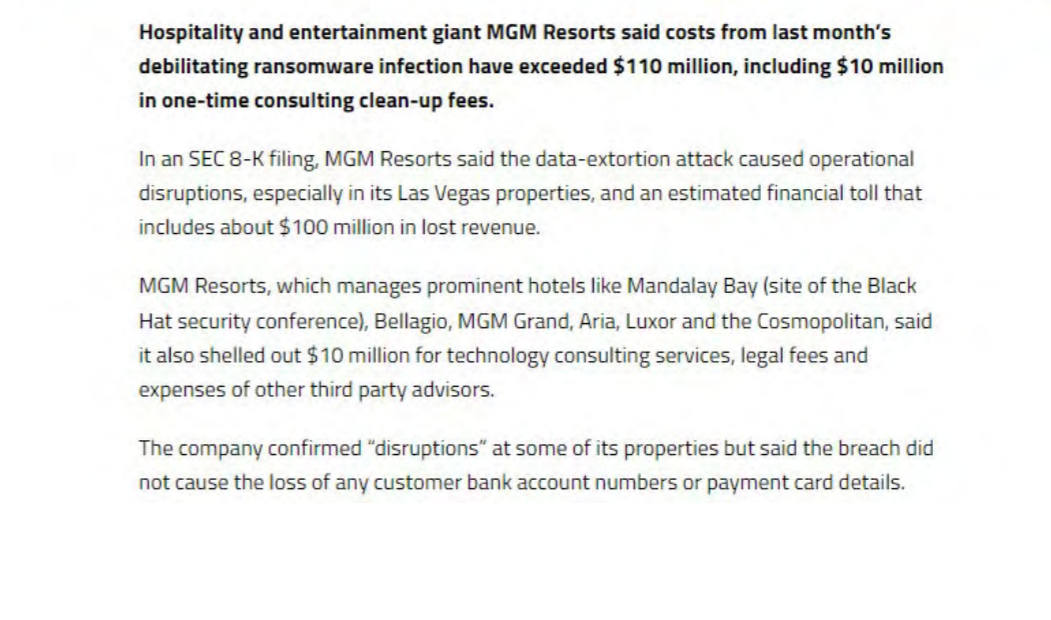 Hospitality and entertainment giant MGM Resorts said costs from last month's
debilitating ransomware infection have exceeded $110 million, including $10 million
in one-time consulting clean-up fees.
In an SEC 8-K filing, MGM Resorts said the data-extortion attack caused operational
disruptions, especially in its Las Vegas properties, and an estimated financial toll that
includes about $100 million in lost revenue.
MGM Resorts, which manages prominent hotels like Mandalay Bay (site of the Black
Hat security conference), Bellagio, MGM Grand, Aria, Luxor and the Cosmopolitan, said
it also shelled out $10 million for technology consulting services, legal fees and
expenses of other third party advisors.
The company confirmed “disruptions” at some of its properties but said the breach did
not cause the loss of any customer bank account numbers or payment card details.